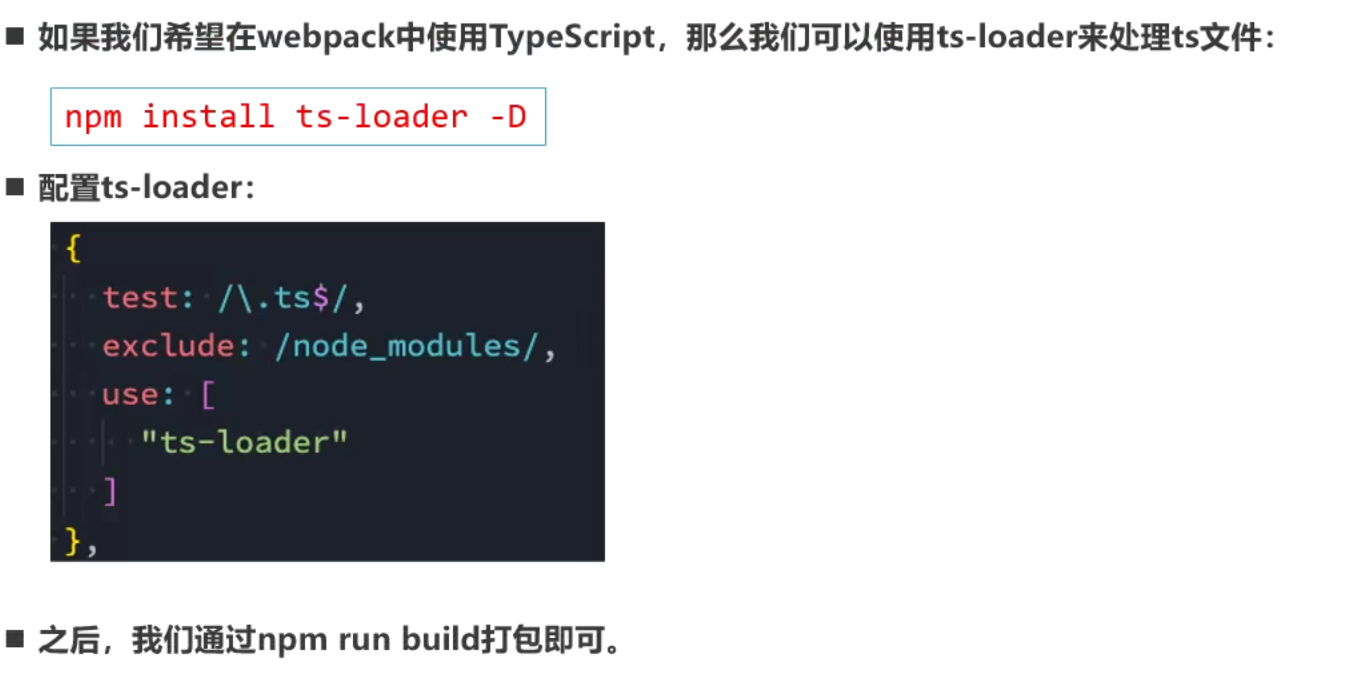 ■ 如果我们希望在webpack中使用TypeScript，那么我们可以使用ts-loader来处理ts文件：
npm install ts-loader -D
■ 配置ts-loader：
{
test: /\.ts$/,
exclude: /node_modules/,
use: [
"ts-loader"
]
},
■ 之后，我们通过npm run build打包即可。